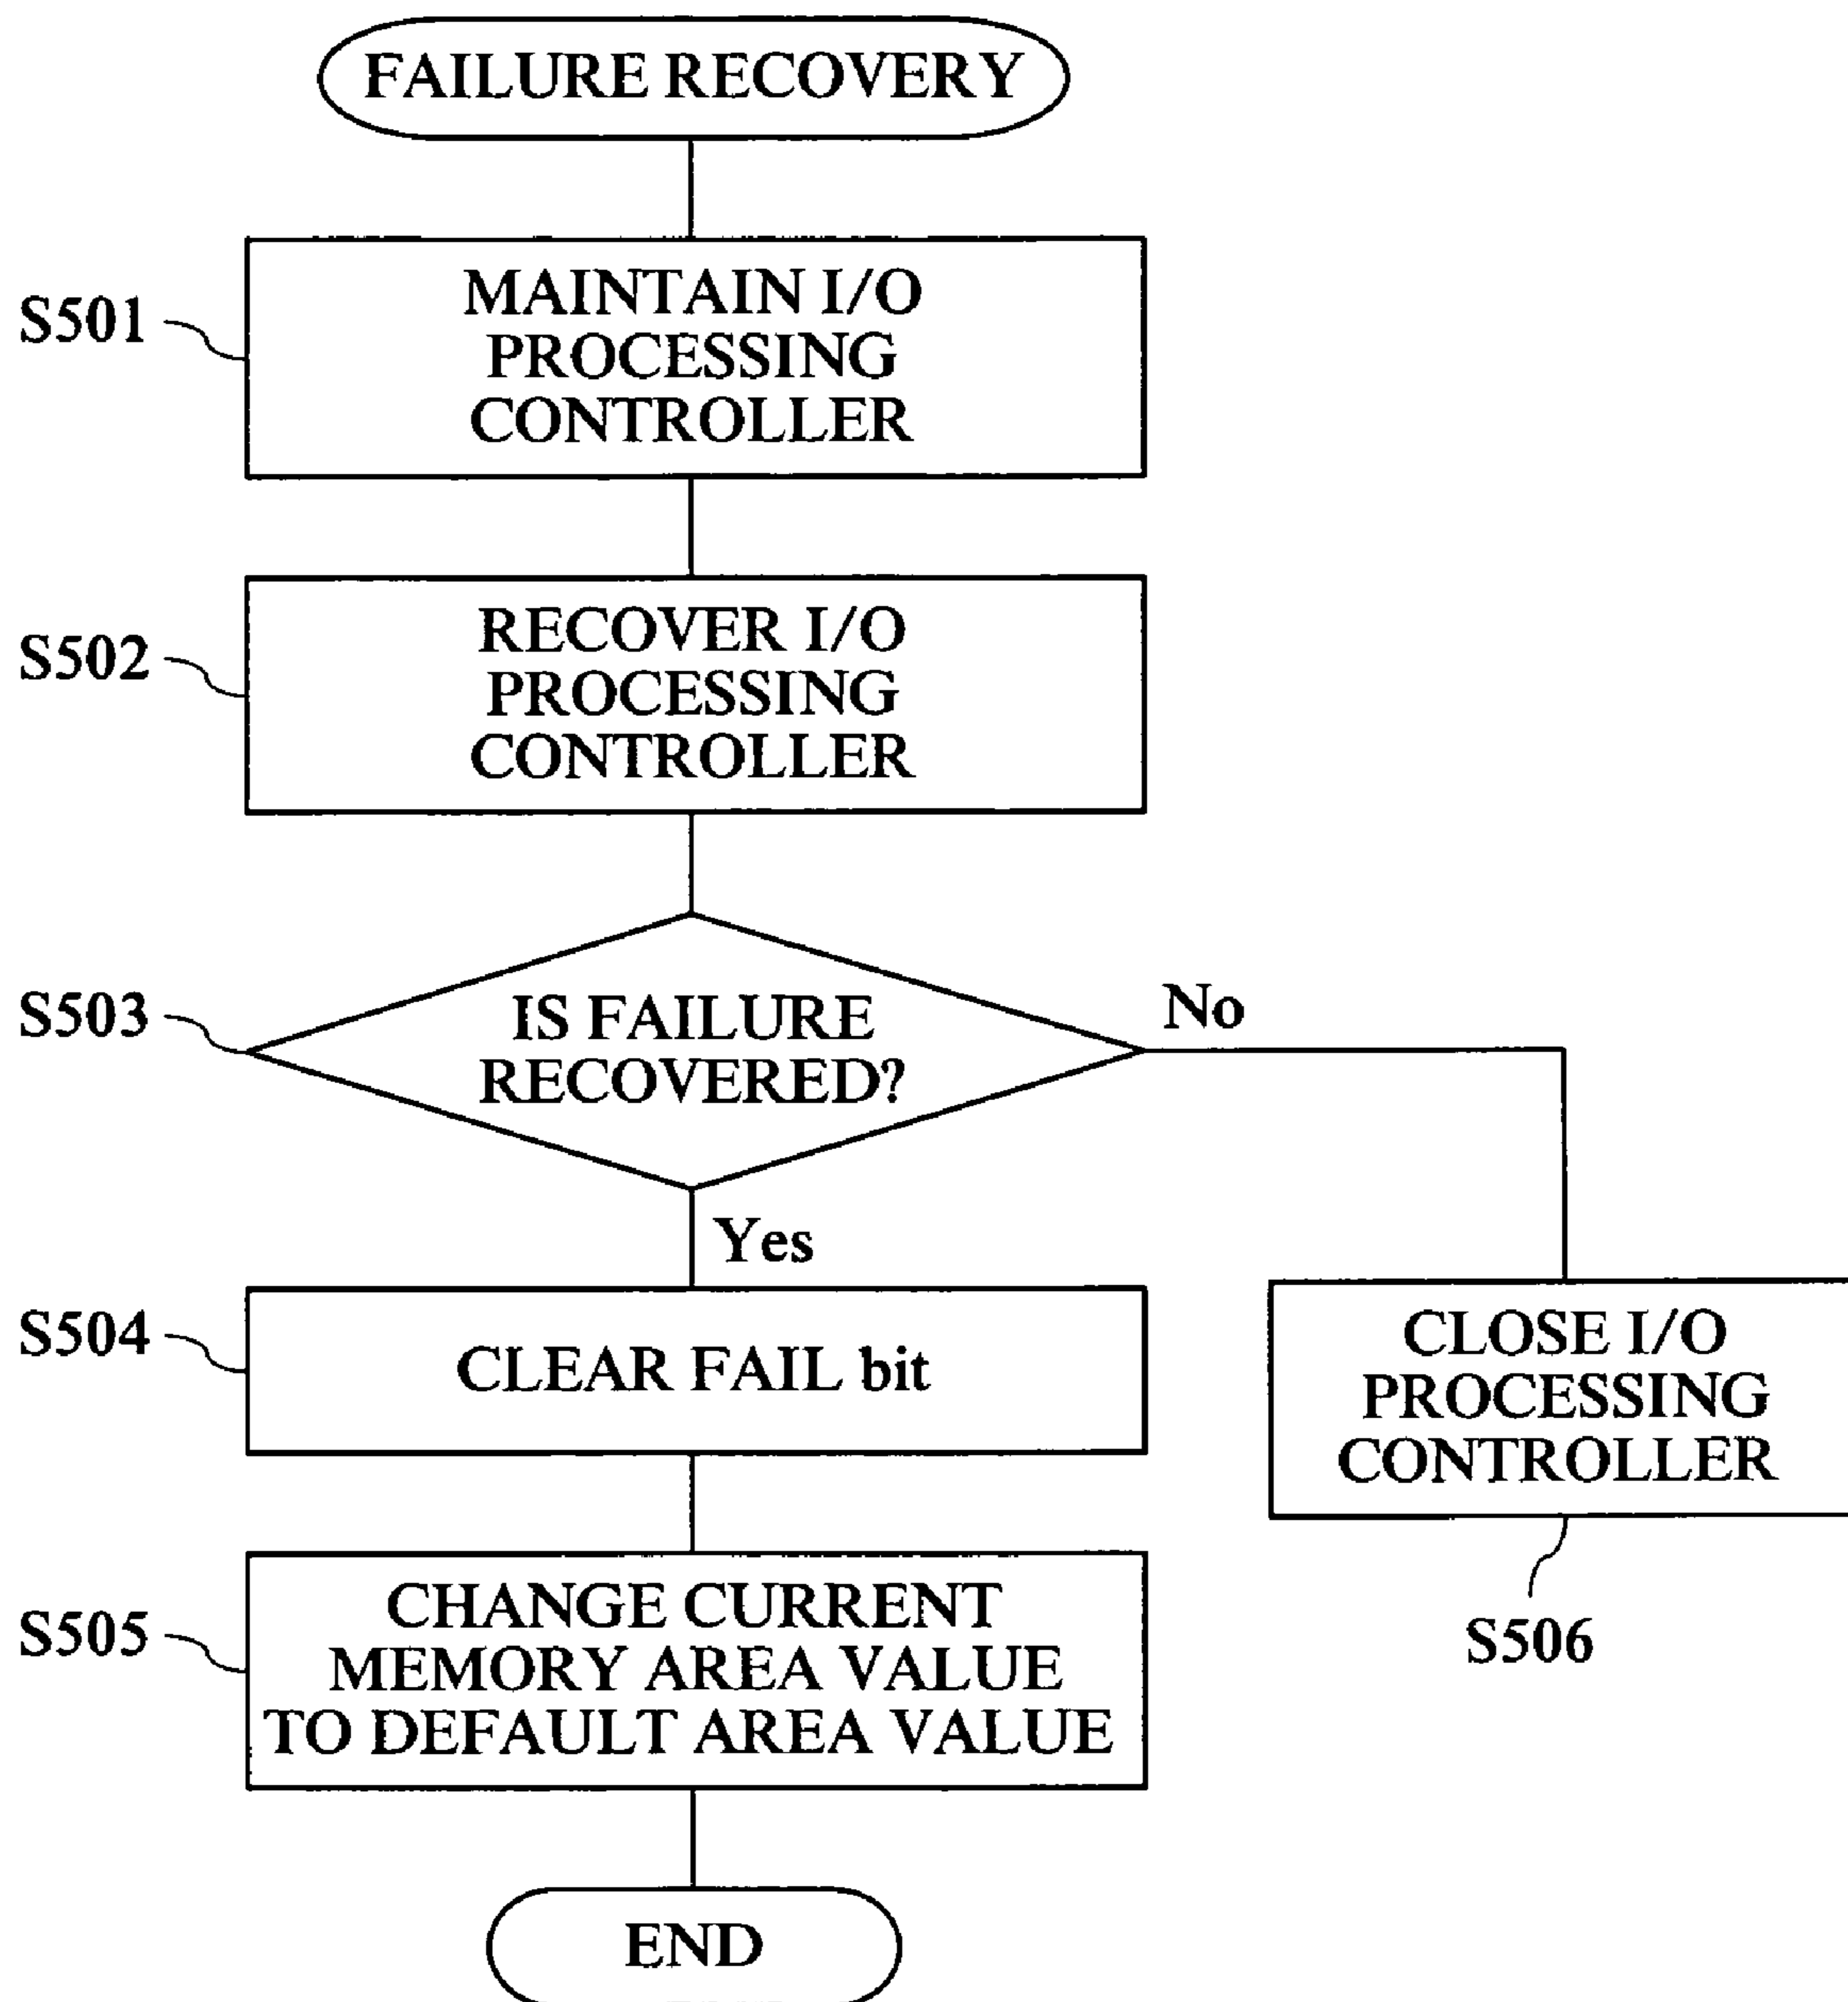 FAILURE RECOVERY
S501
MAINTAIN I/O
PROCESSING
CONTROLLER
S502
RECOVER I/O
PROCESSING
CONTROLLER
S503
IS FAILURE
RECOVERED?
No
Yes
S504
CLEAR FAIL bit
CLOSE I/O
PROCESSING
CONTROLLER
S506
S505
CHANGE CURRENT
MEMORY AREA VALUE
TO DEFAULT AREA VALUE
END